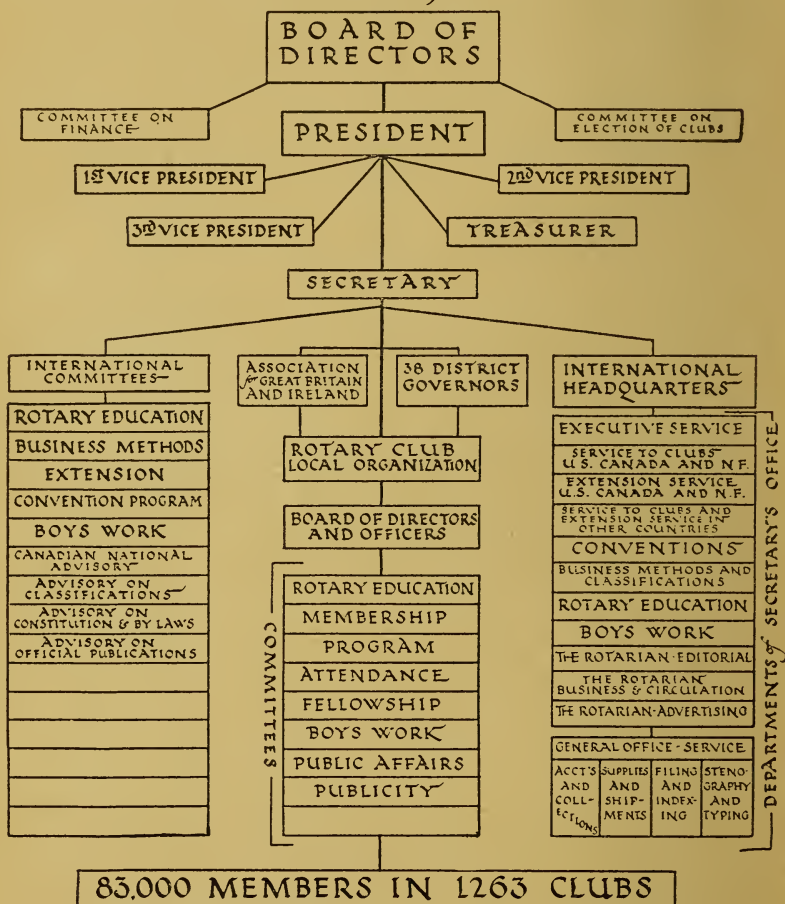 BOARD OF
DIRECTORS
COMMITTEE ON
FINANCE
COMMITTEE ON
ELECTION OF CLUBS
PRESIDENT
1ST VICE PRESIDENT
2nd VICE PRESIDENT
3rd VICE PRESIDENT
TREASURER
SECRETARY
INTERNATIONAL
COMMITTEES
ROTARY EDUCATION
BUSINESS METHODS
EXTENSION
CONVENTION PROGRAM
BOYS WORK
CANADIAN NATIONAL
ADVISORY
ADVISORY ON
CLASSIFICATIONS
ADVISORY ON
CONSTITUTION & BY LAWS
ADVISORY ON
OFFICIAL PUBLICATIONS
ASSOCIATION
for GREAT BRITAIN
AND IRELAND
38 DISTRICT
GOVERNORS
ROTARY CLUB
LOCAL ORGANIZATION
BOARD OF DIRECTORS
AND OFFICERS
COMMITTEES
ROTARY EDUCATION
MEMBERSHIP
PROGRAM
ATTENDANCE
FELLOWSHIP
BOYS WORK
PUBLIC AFFAIRS
PUBLICITY
INTERNATIONAL
HEADQUARTERS
EXECUTIVE SERVICE
SERVICE TO CLUBS
U.S. CANADA AND N.F.
EXTENSION SERVICE
U.S. CANADA AND N.F.
SERVICE TO CLUBS AND
EXTENSION SERVICE IN
OTHER COUNTRIES
CONVENTIONS
BUSINESS METHODS AND
CLASSIFICATIONS
ROTARY EDUCATION
BOYS WORK
THE ROTARIAN-EDITORIAL
THE ROTARIAN
BUSINESS & CIRCULATION
THE ROTARIAN-ADVERTISING
GENERAL OFFICE-SERVICE
ACCT'S
AND
COLL-
ECTIONS
SUPPLIES
AND
SHIP-
MENTS
FILING
AND
INDEX-
ING
STENO-
GRAPHY
AND
TYPING
DEPARTMENTS of SECRETARY'S OFFICE
83,000 MEMBERS IN 1263 CLUBS